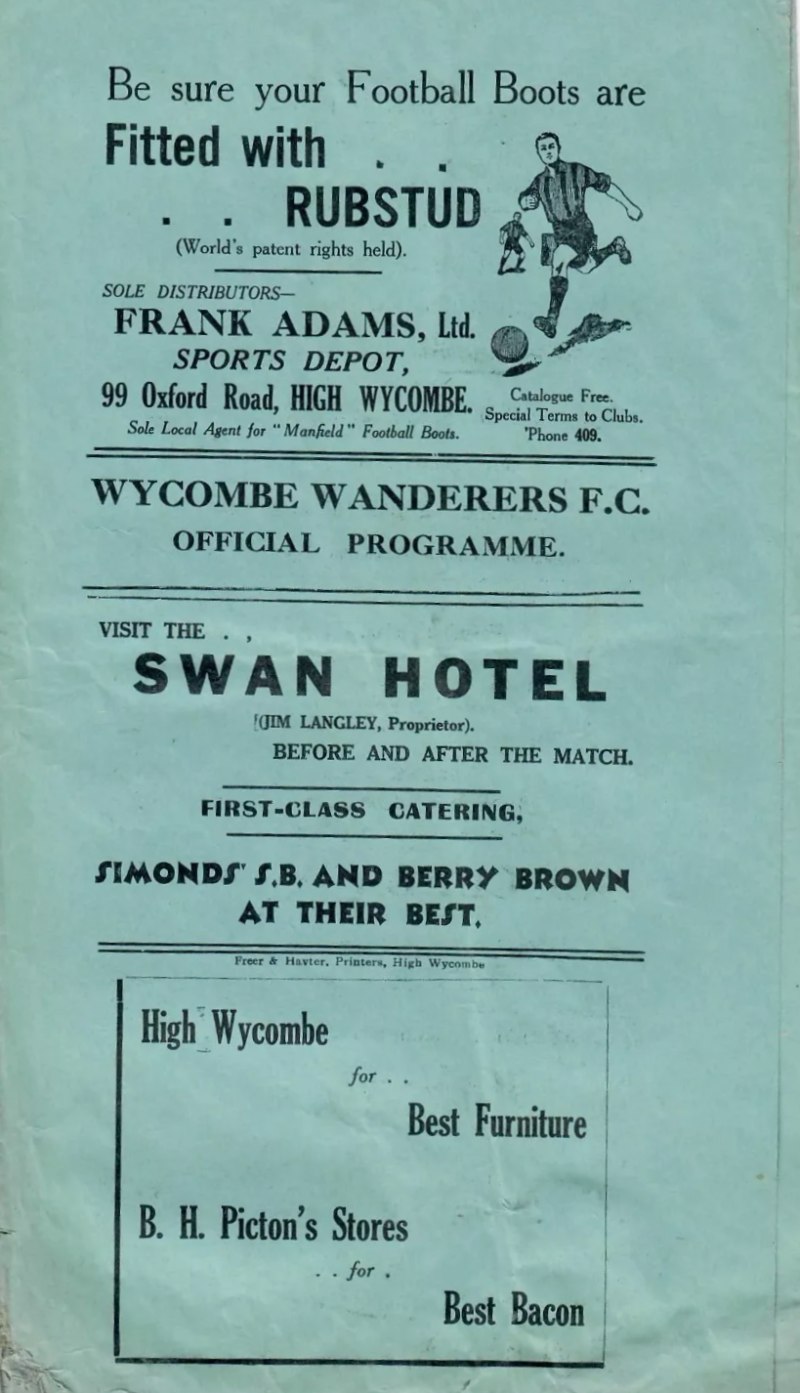 Be sure your Football Boots are
Fitted with . .
. . RUBSTUD
(World's patent rights held).
SOLE DISTRIBUTORS—
FRANK ADAMS, Ltd.
SPORTS DEPOT,
99 Oxford Road, HIGH WYCOMBE.
Sole Local Agent for "Manfield" Football Boots.
Catalogue Free.
Special Terms to Clubs.
'Phone 409.
WYCOMBE WANDERERS F.C.
OFFICIAL PROGRAMME.
VISIT THE . ,
SWAN HOTEL
(JIM LANGLEY, Proprietor).
BEFORE AND AFTER THE MATCH.
FIRST-CLASS CATERING,
SIMONDS' S.B. AND BERRY BROWN
AT THEIR BEST.
Freer & Hayter, Printers, High Wycombe
High Wycombe
for . .
Best Furniture
B. H. Picton's Stores
. . for .
Best Bacon